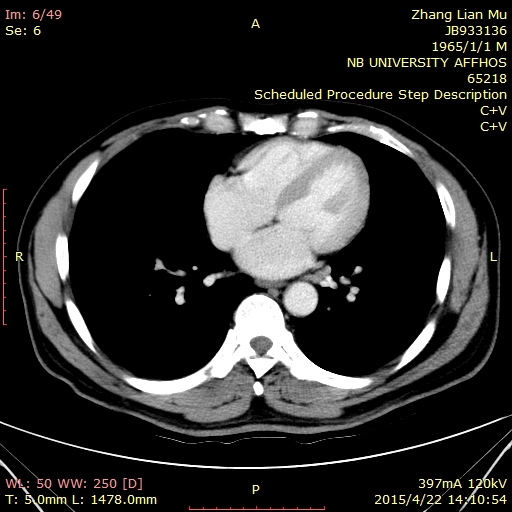 Im: 6/49
Se: 6
A
Zhang Lian Mu
JB933136
1965/1/1 M
NB UNIVERSITY AFFHOS
65218
Scheduled Procedure Step Description
C+V
C+V
R
L
WL: 50 WW: 250 [D]
T: 5.0mm L: 1478.0mm
P
397mA 120kV
2015/4/22 14:10:54